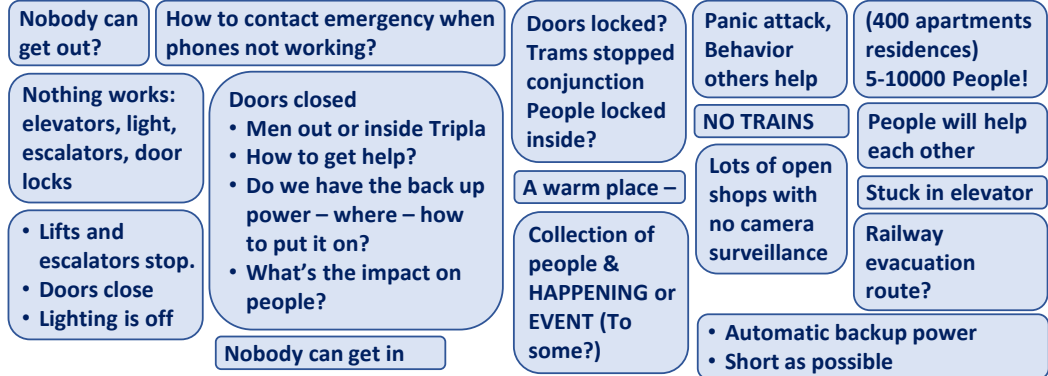 Nobody can
get out?
How to contact emergency when
phones not working?
Nothing works:
elevators, light,
escalators, door
locks
Doors closed
• Men out or inside Tripla
• How to get help?
• Do we have the back up
power – where – how
to put it on?
• What's the impact on
people?
• Lifts and
escalators stop.
• Doors close
• Lighting is off
Nobody can get in
Doors locked?
Trams stopped
conjunction
People locked
inside?
A warm place –
Collection of
people &
HAPPENING or
EVENT (To
some?)
Panic attack,
Behavior
others help
NO TRAINS
Lots of open
shops with
no camera
surveillance
(400 apartments
residences)
5-10000 People!
People will help
each other
Stuck in elevator
Railway
evacuation
route?
• Automatic backup power
• Short as possible